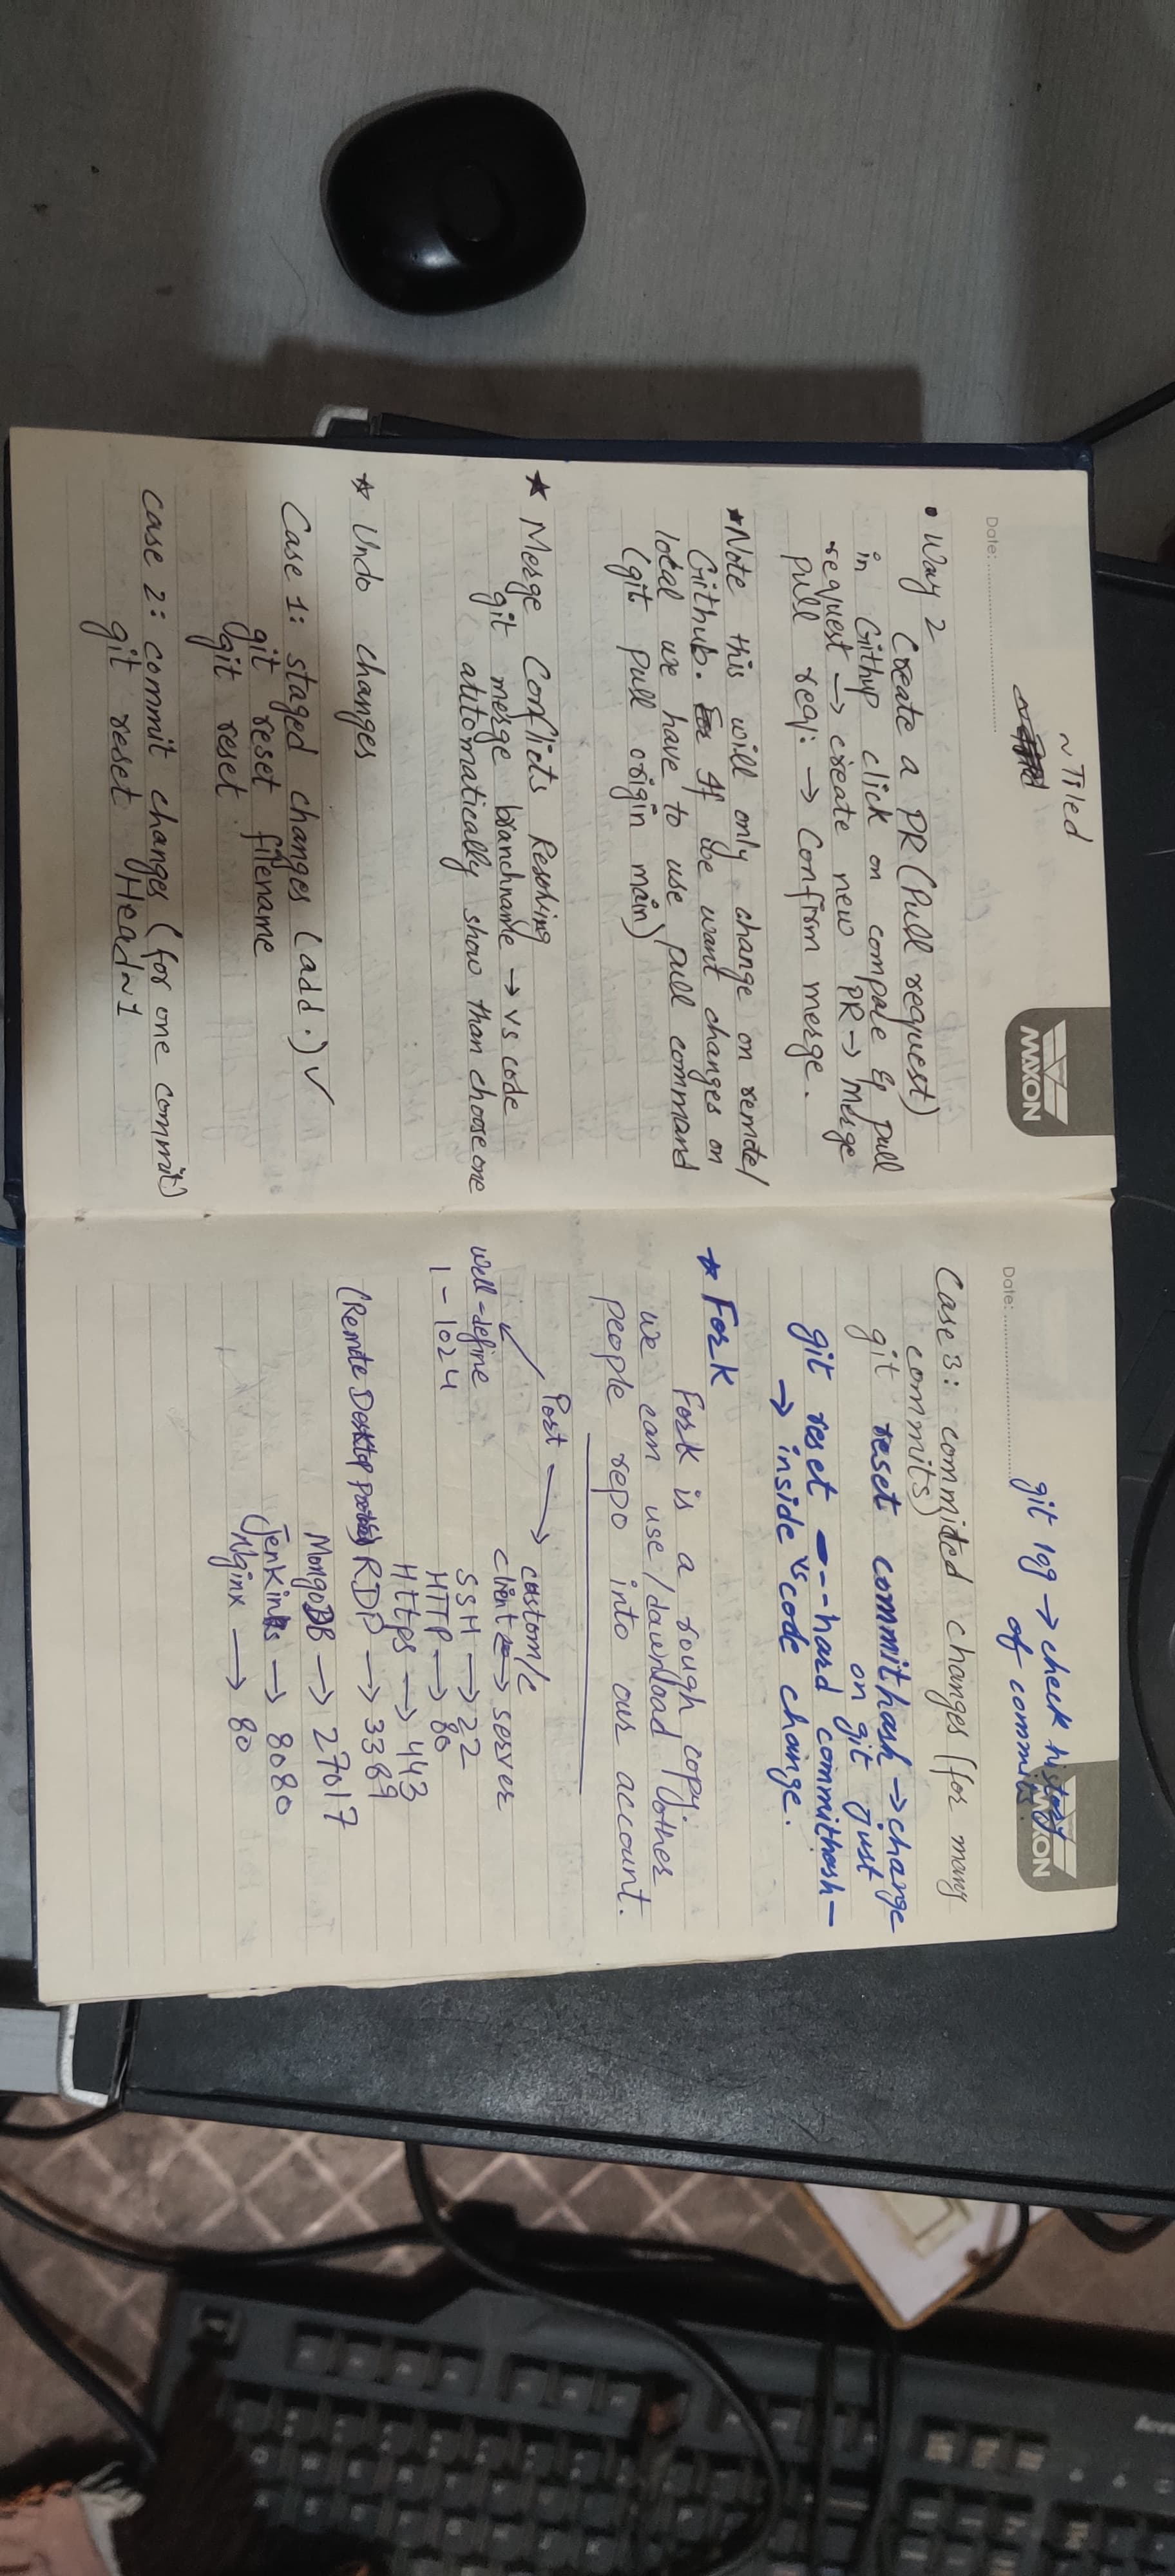 ~Tiled
MAXON
Date:
• Way 2
Create a PR (Pull request)
in Githup click on compale & pull
request → create new PR → Merge
pull req: → Confirm merge.
*Note this will only change on remote/
Github. If we want changes on
local we have to use pull command
(git pull origin main)
★ Merge Conflicts Resolving
git merge branchname → vs code
atitomatically show than choose one
* Undo changes
Case 1: staged changes (add .) ✓
git reset filename
git reset
case 2: commit changes (for one commit)
git reset Head~1
git log → check history
of commits.
MAXON
Date:
Case 3: commited changes (for many
commits)
git reset commithash → change
on git just
git reset --hard commithash —
→ inside vs code change.
* Fork
Fork is a rough copy.
we can use/download other
people repo into our account.
Port → custom/c
well-define
1 - 1024
client → server
SSH → 22
HTTP → 80
Https → 443
(Remote Desktop protocol) RDP → 3389
MongoDB → 27017
Jenkins → 8080
Nginx → 80